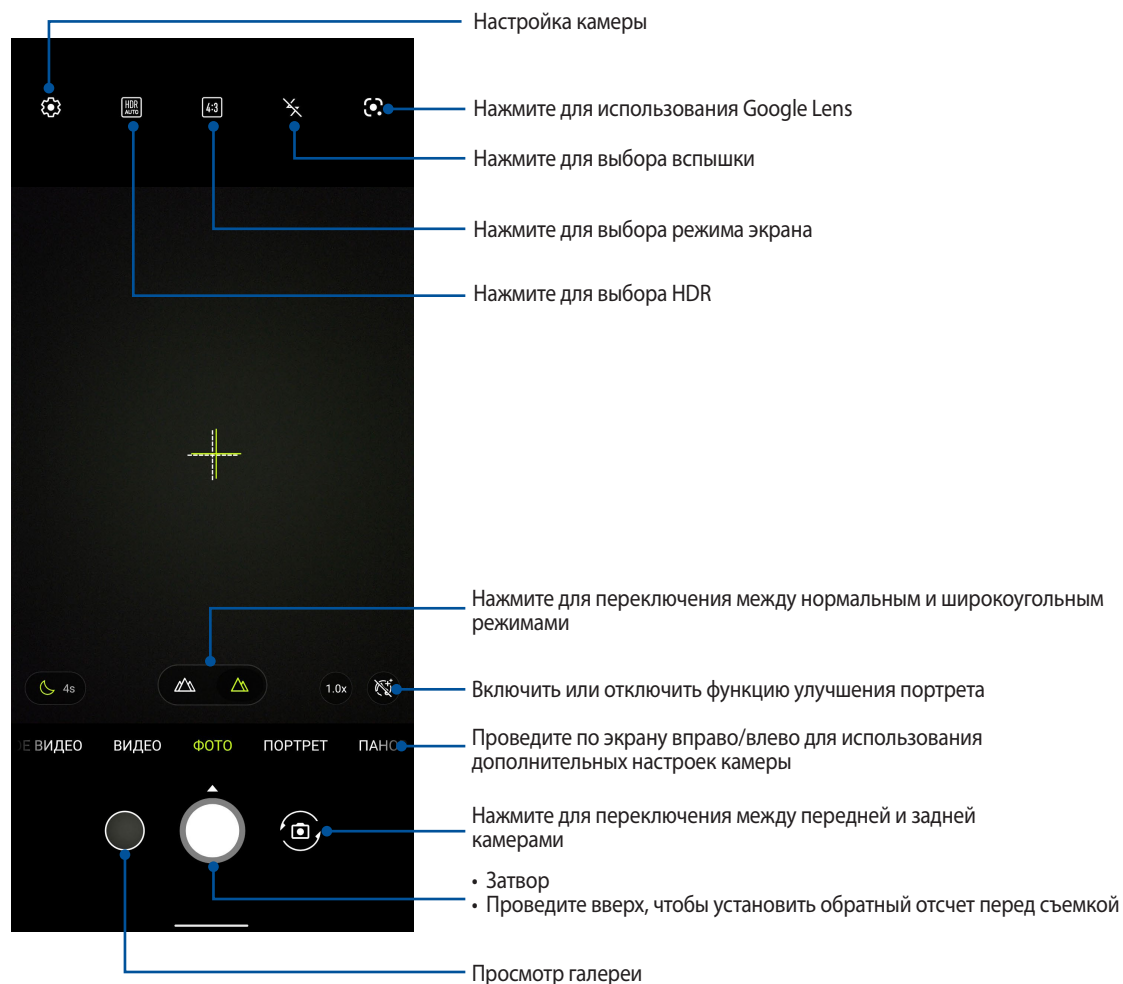 Настройка камеры
HDR
AUTO
4:3
Нажмите для использования Google Lens
Нажмите для выбора вспышки
Нажмите для выбора режима экрана
Нажмите для выбора HDR
Нажмите для переключения между нормальным и широкоугольным
режимами
4s
1.0x
Включить или отключить функцию улучшения портрета
ОЕ ВИДЕО ВИДЕО ФОТО ПОРТРЕТ ПАНО
Проведите по экрану вправо/влево для использования
дополнительных настроек камеры
Нажмите для переключения между передней и задней
камерами
• Затвор
• Проведите вверх, чтобы установить обратный отсчет перед съемкой
Просмотр галереи